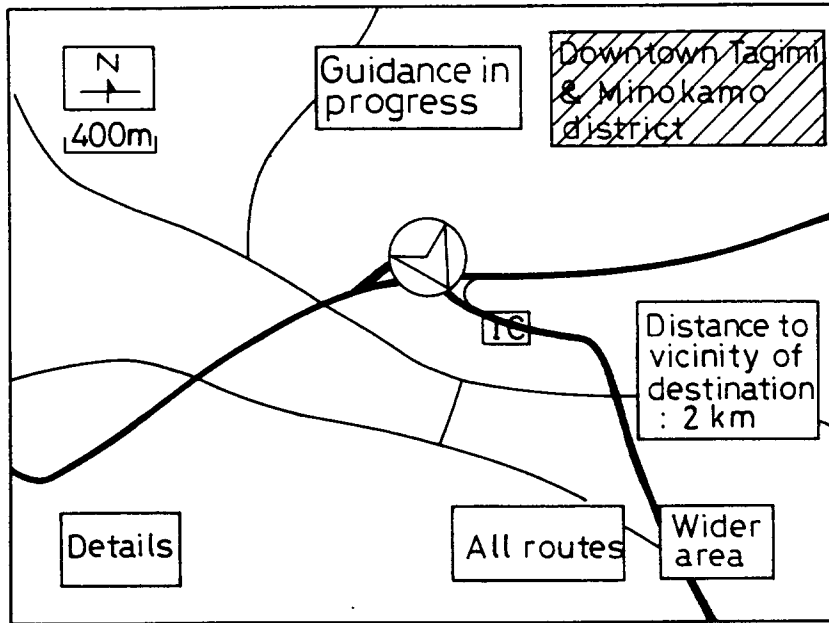 N
400m
Guidance in
progress
Downtown Tagimi
& Minokamo
district
IC
Distance to
vicinity of
destination
: 2 km
Details
All routes
Wider
area